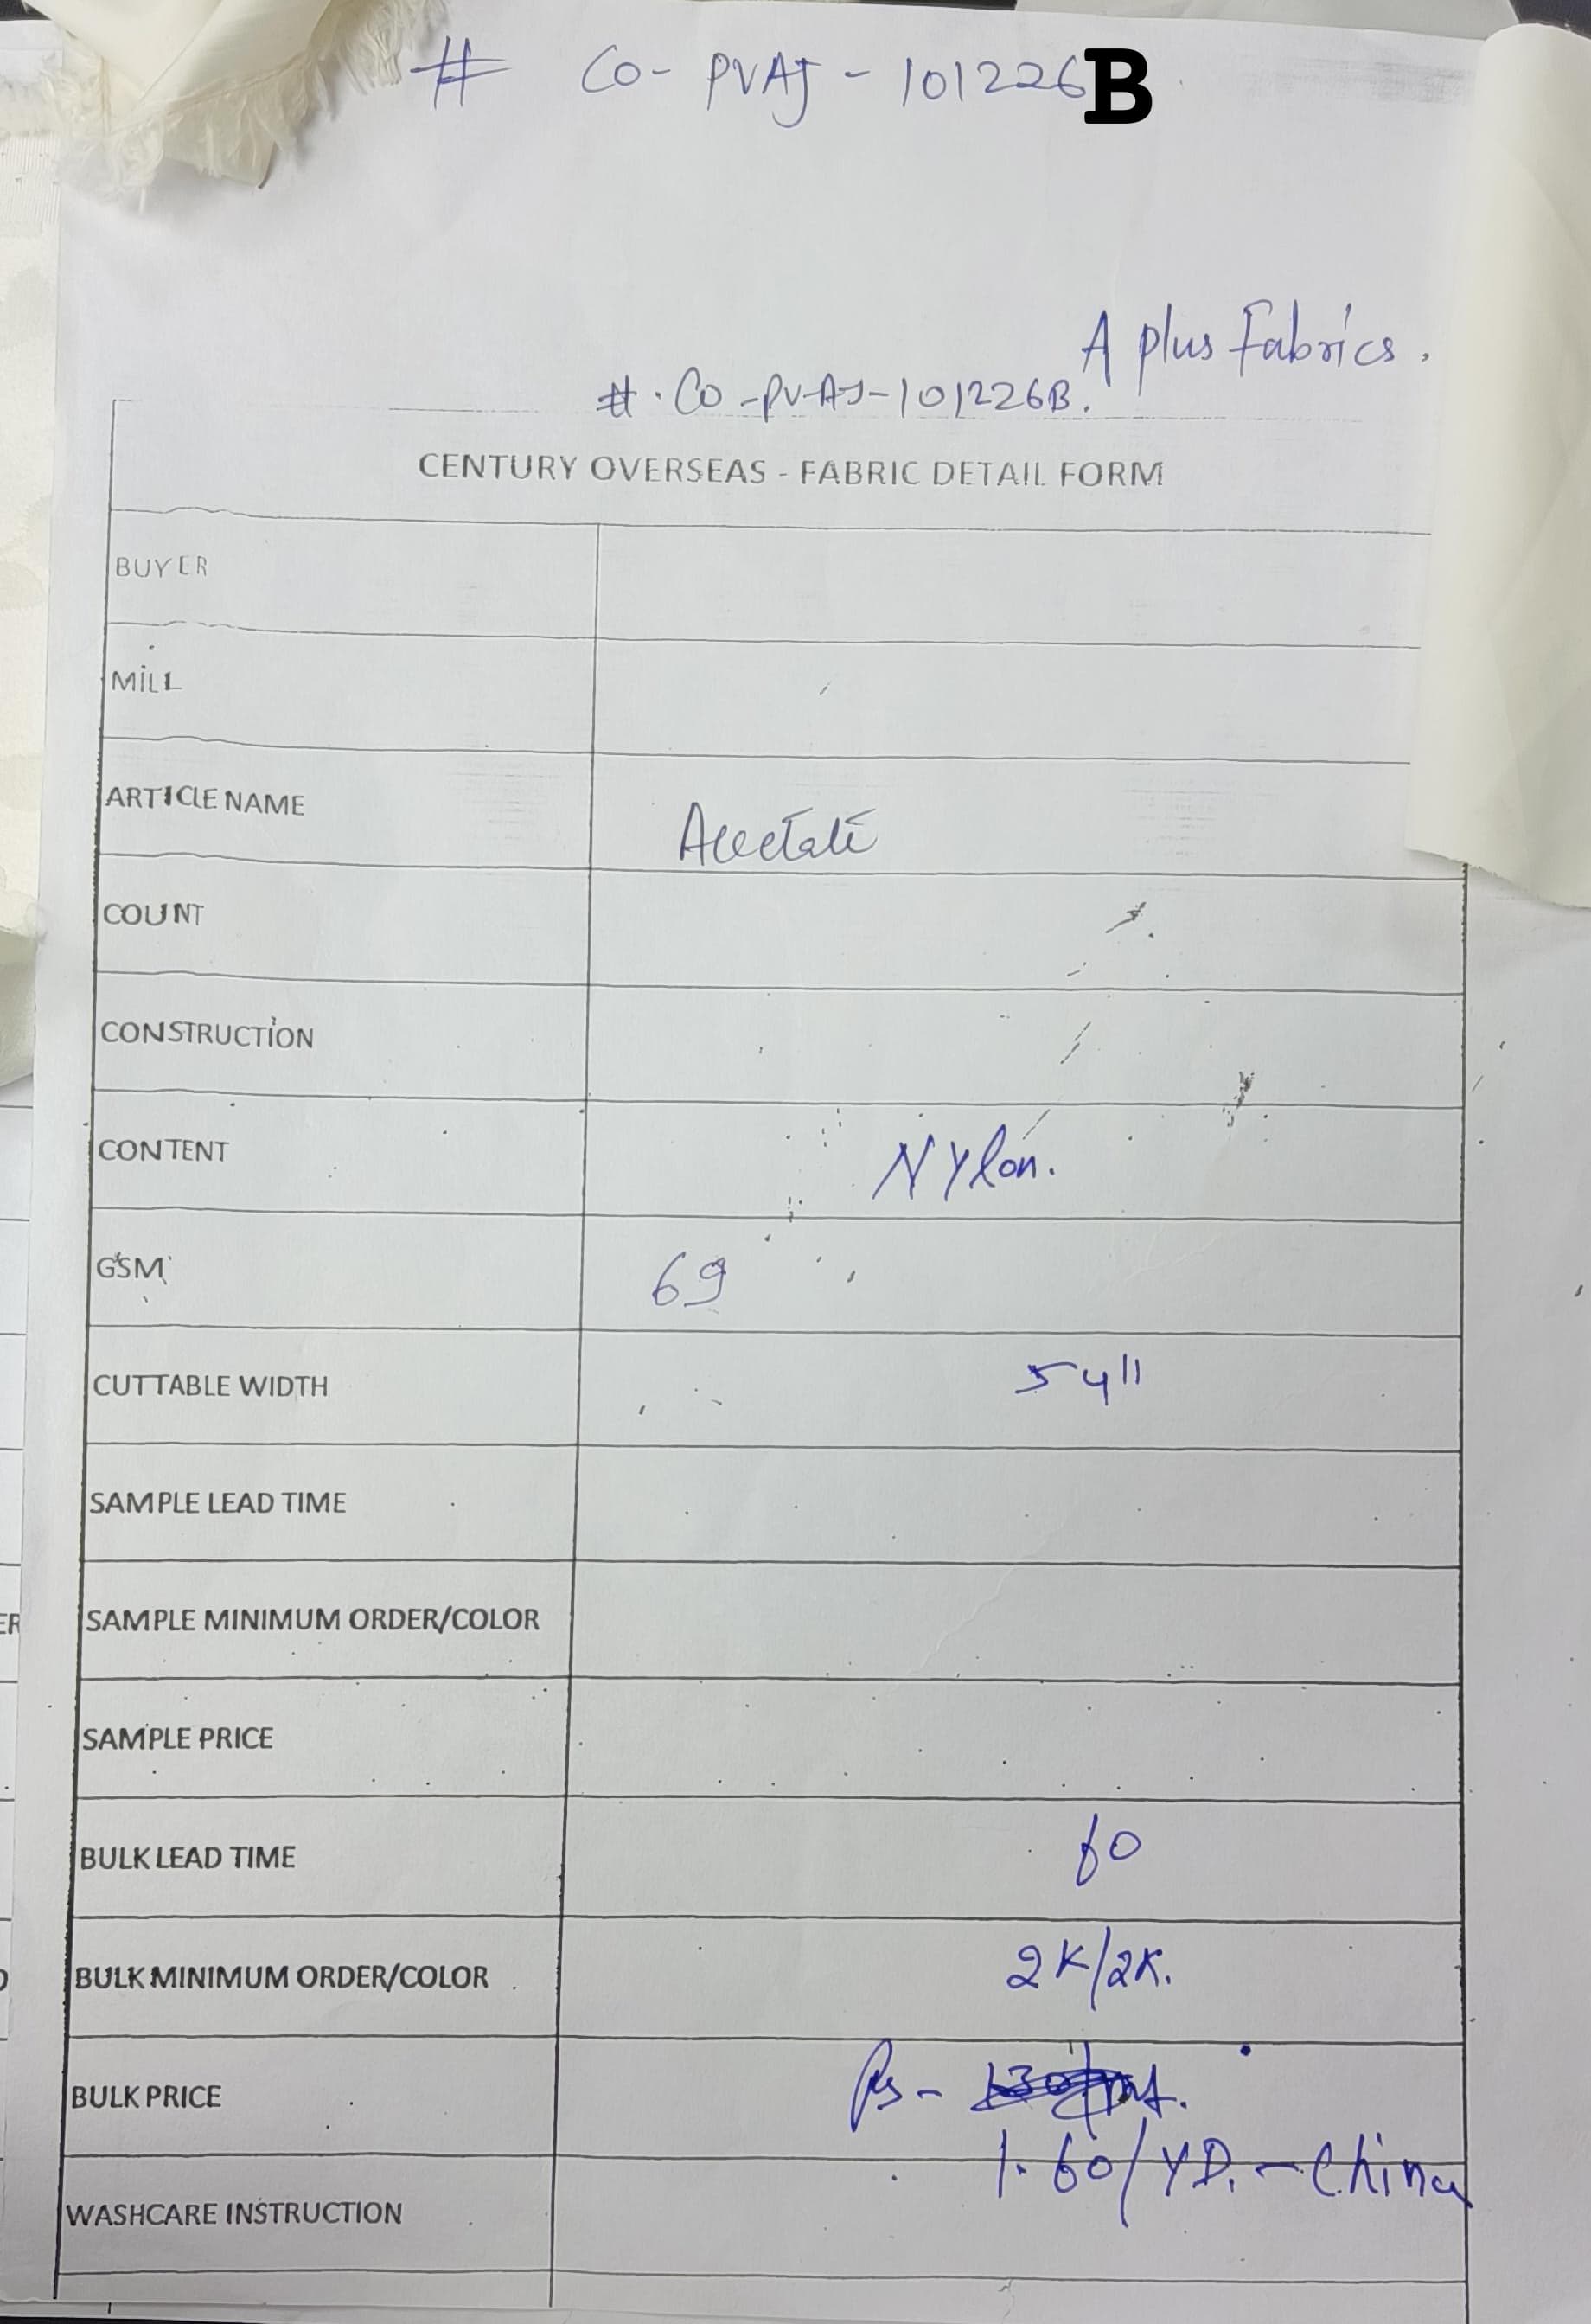 # CO- PVAJ - 101226B
A plus Fabrics.
#. CO -PV-AJ-101226B.
CENTURY OVERSEAS - FABRIC DETAIL FORM
BUYER
MILL
ARTICLE NAME Acetate
COUNT
CONSTRUCTION
CONTENT NYlon.
GSM 69
CUTTABLE WIDTH 54"
SAMPLE LEAD TIME
SAMPLE MINIMUM ORDER/COLOR
SAMPLE PRICE
BULK LEAD TIME 60
BULK MINIMUM ORDER/COLOR 2K/2K.
BULK PRICE Rs-
1.60/YD. - China
WASHCARE INSTRUCTION
ER